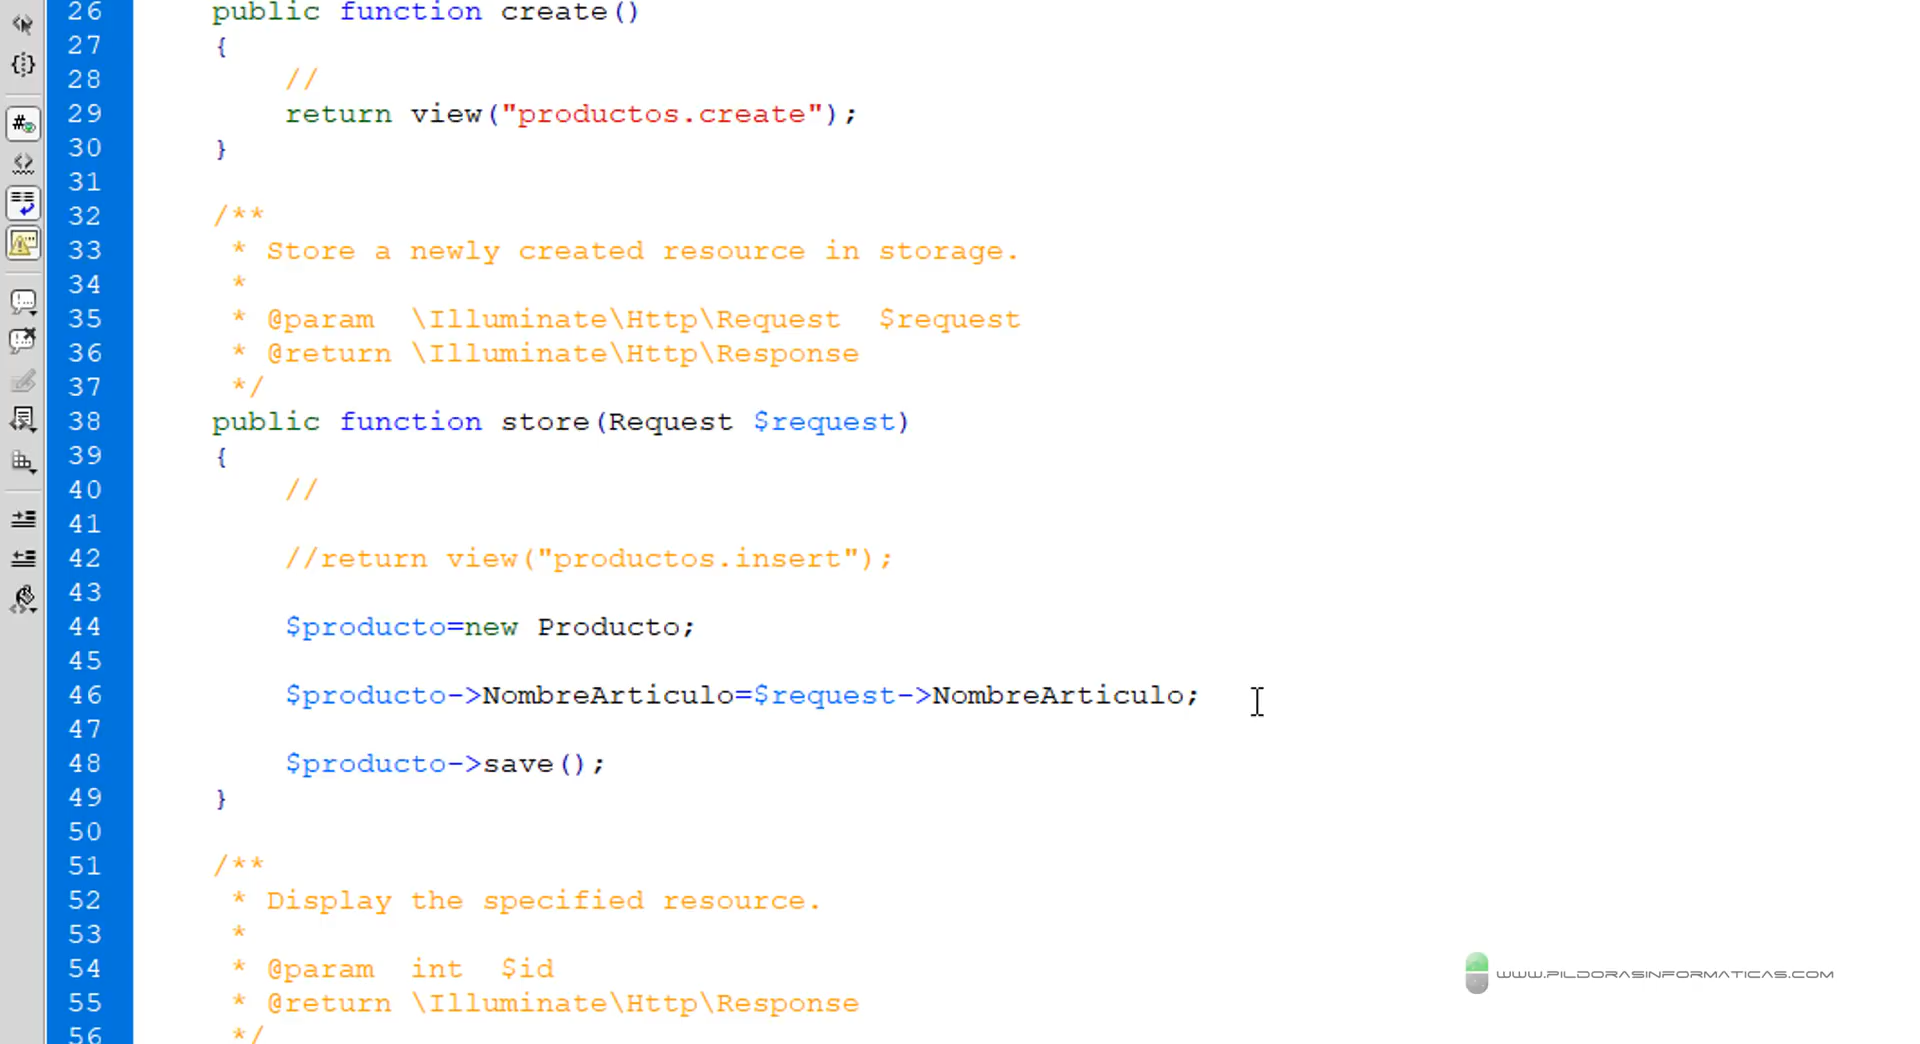 26 public function create()
27 {
28 //
29 return view("productos.create");
30 }
31
32 /**
33 * Store a newly created resource in storage.
34 *
35 * @param \Illuminate\Http\Request $request
36 * @return \Illuminate\Http\Response
37 */
38 public function store(Request $request)
39 {
40 //
41
42 //return view("productos.insert");
43
44 $producto=new Producto;
45
46 $producto->NombreArticulo=$request->NombreArticulo;
47
48 $producto->save();
49 }
50
51 /**
52 * Display the specified resource.
53 *
54 * @param int $id
55 * @return \Illuminate\Http\Response
56 */
WWW.PILDORASINFORMATICAS.COM